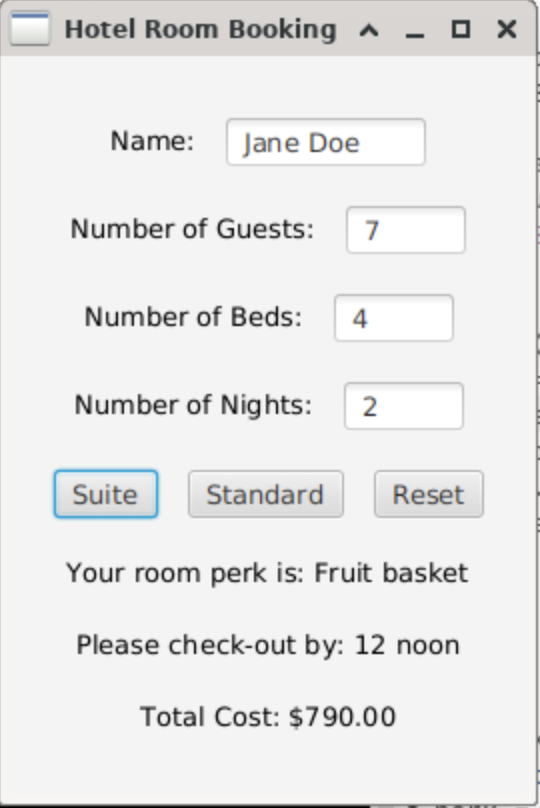 Hotel Room Booking
Name: Jane Doe
Number of Guests: 7
Number of Beds: 4
Number of Nights: 2
Suite Standard Reset
Your room perk is: Fruit basket
Please check-out by: 12 noon
Total Cost: $790.00